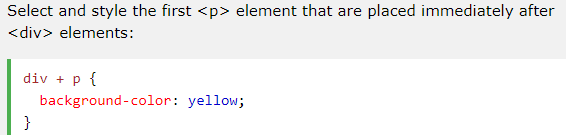 Select and style the first <p> element that are placed immediately after
<div> elements:
div + p {
  background-color: yellow;
}